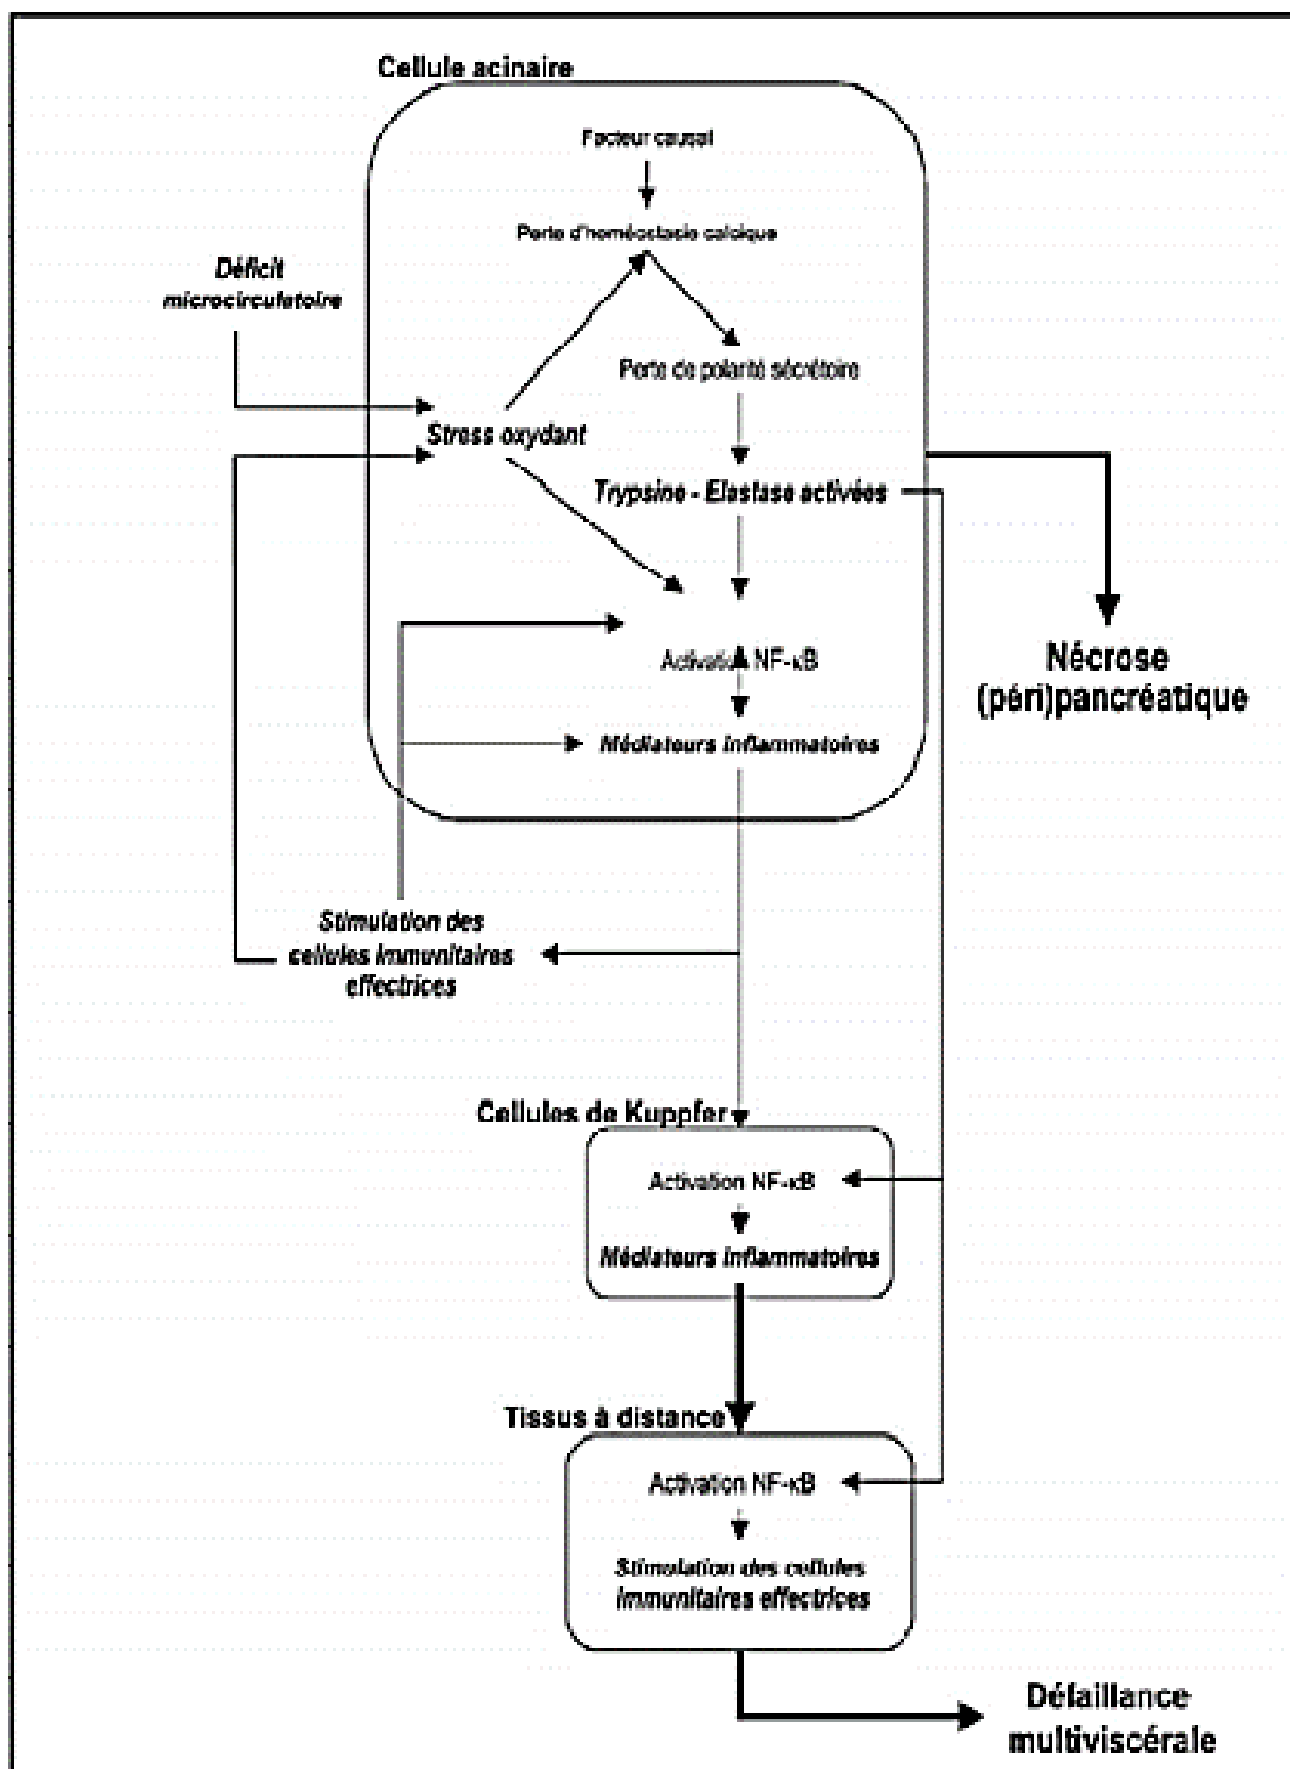 Cellule acinaire
Facteur causal
Perte d'homéostasie calcique
Déficit
microcirculatoire
Perte de polarité sécrétoire
Stress oxydant
Trypsine - Elastase activées
Activation NF-κB
Nécrose
(péri)pancréatique
Médiateurs inflammatoires
Stimulation des
cellules immunitaires
effectrices
Cellules de Kuppfer
Activation NF-κB
Médiateurs inflammatoires
Tissus à distance
Activation NF-κB
Stimulation des cellules
immunitaires effectrices
Défaillance
multiviscérale